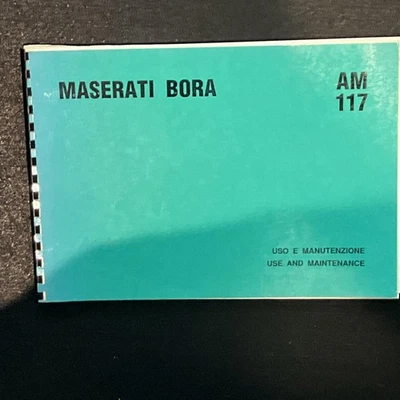 MASERATI BORA
AM
117
USO E MANUTENZIONE
USE AND MAINTENANCE